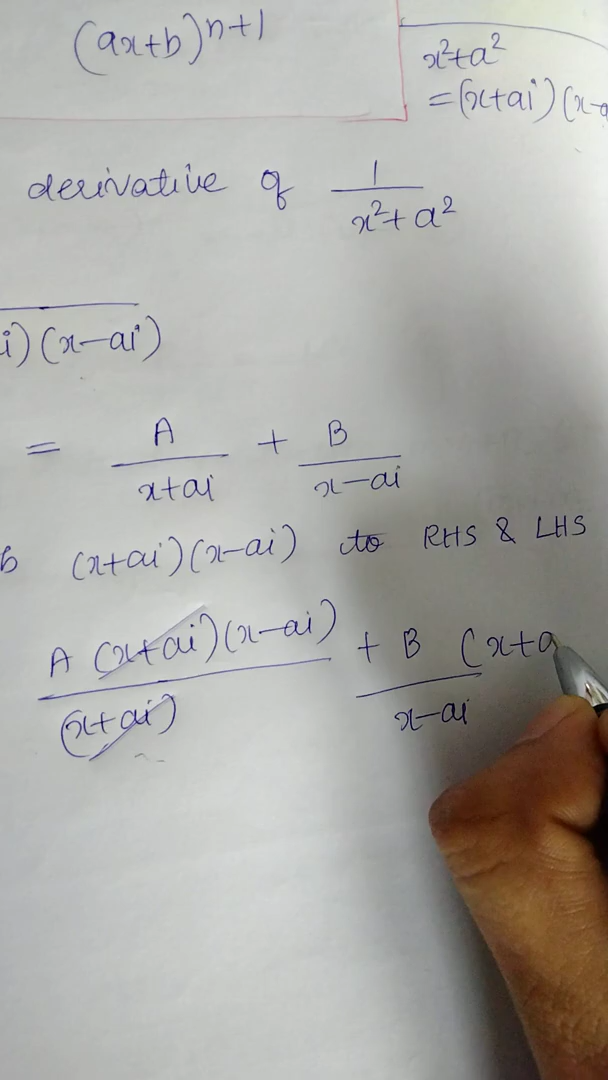 (ax+b)^{n+1}
x²+a²
=(x+ai)(x-a
derivative of 1/(x²+a²)
i)(x-ai)
= A/(x+ai) + B/(x-ai)
(x+ai)(x-ai) to RHS & LHS
A (x+ai)(x-ai)/(x+ai) + B (x+a/(x-ai)